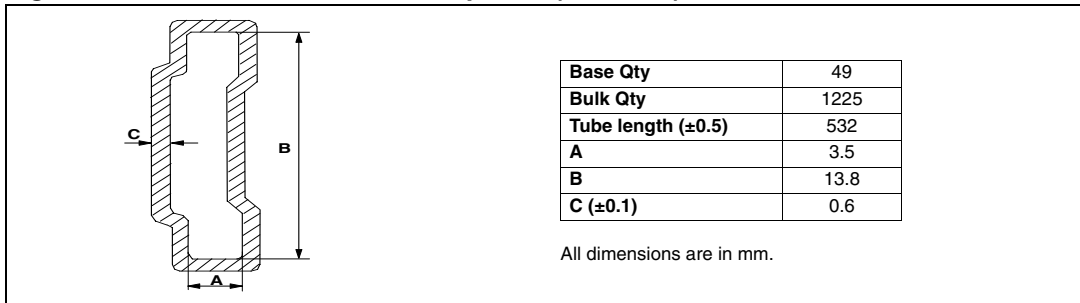 C
B
A
Base Qty 49
Bulk Qty 1225
Tube length (±0.5) 532
A 3.5
B 13.8
C (±0.1) 0.6
All dimensions are in mm.